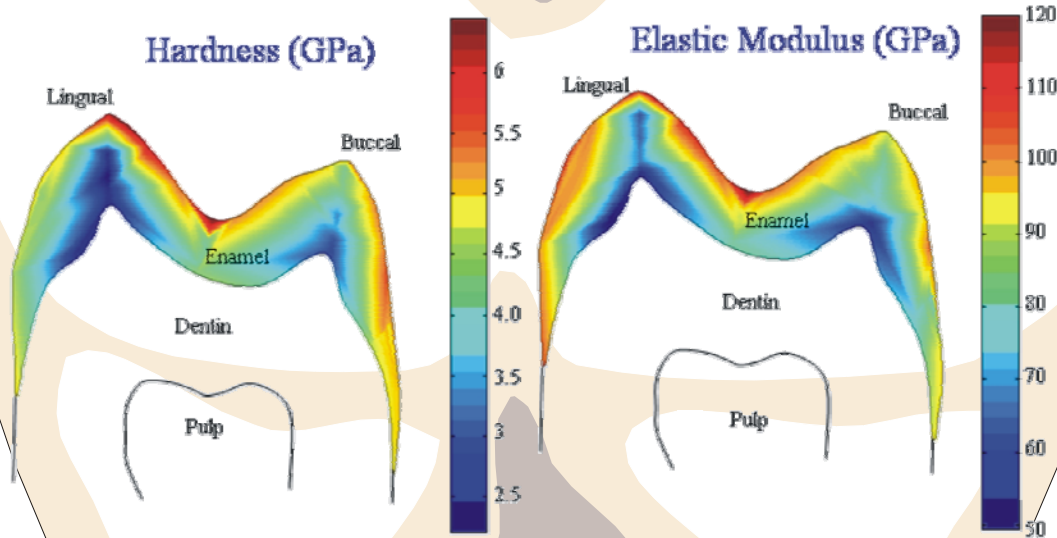 Hardness (GPa)
Lingual
Buccal
Enamel
Dentin
Pulp
6
5.5
5
4.5
4.0
3.5
3
2.5
Elastic Modulus (GPa)
Lingual
Buccal
Enamel
Dentin
Pulp
120
110
100
90
80
70
60
50